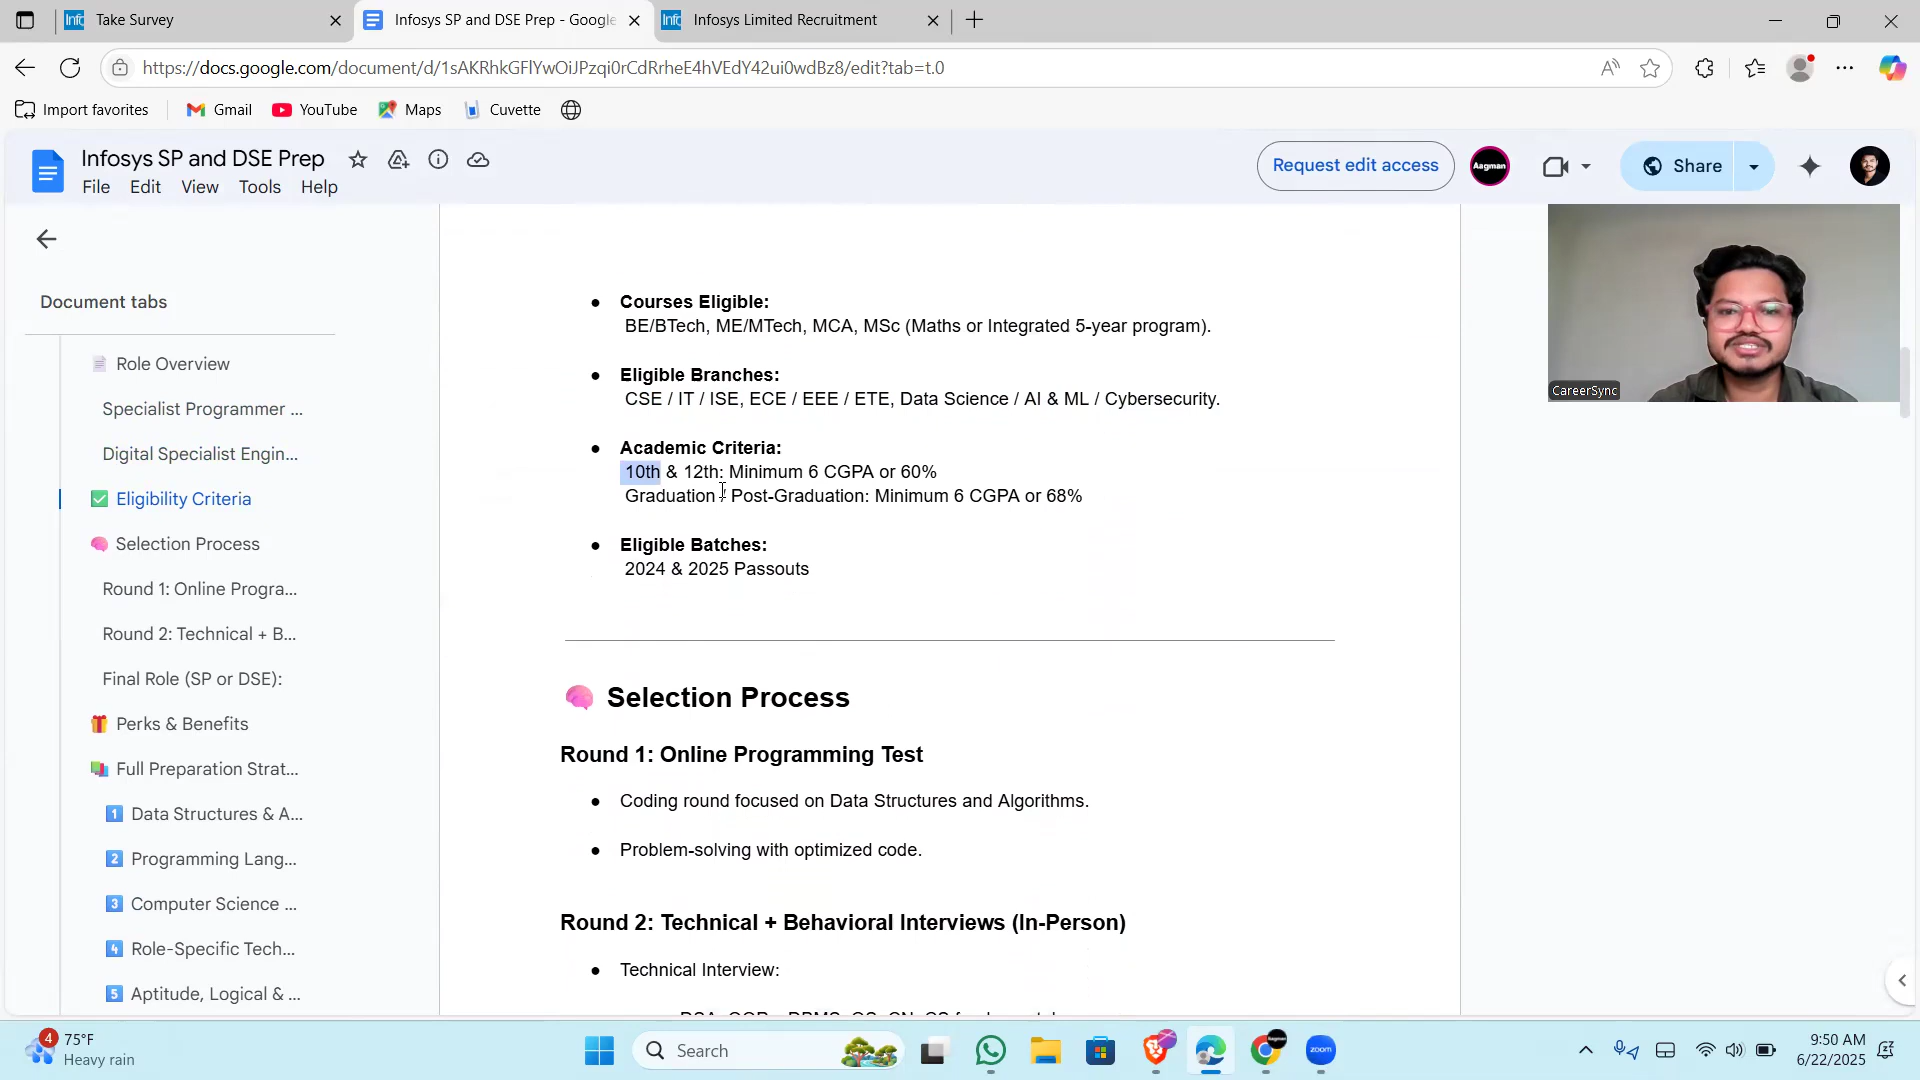 Take Survey
Infosys SP and DSE Prep - Google
Infosys Limited Recruitment
https://docs.google.com/document/d/1sAKRhkGFlYwOiJPzqi0rCdRrheE4hVEdY42ui0wdBz8/edit?tab=t.0
Import favorites
Gmail
YouTube
Maps
Cuvette
Infosys SP and DSE Prep
File Edit View Tools Help
Request edit access
Aagman
Share
Document tabs
Role Overview
Specialist Programmer ...
Digital Specialist Engin...
Eligibility Criteria
Selection Process
Round 1: Online Progra...
Round 2: Technical + B...
Final Role (SP or DSE):
Perks & Benefits
Full Preparation Strat...
1 Data Structures & A...
2 Programming Lang...
3 Computer Science ...
4 Role-Specific Tech...
5 Aptitude, Logical & ...
● Courses Eligible:
BE/BTech, ME/MTech, MCA, MSc (Maths or Integrated 5-year program).
● Eligible Branches:
CSE / IT / ISE, ECE / EEE / ETE, Data Science / AI & ML / Cybersecurity.
● Academic Criteria:
10th & 12th: Minimum 6 CGPA or 60%
Graduation / Post-Graduation: Minimum 6 CGPA or 68%
● Eligible Batches:
2024 & 2025 Passouts
Selection Process
Round 1: Online Programming Test
● Coding round focused on Data Structures and Algorithms.
● Problem-solving with optimized code.
Round 2: Technical + Behavioral Interviews (In-Person)
● Technical Interview:
CareerSync
4
75°F
Heavy rain
Search
zoom
9:50 AM
6/22/2025